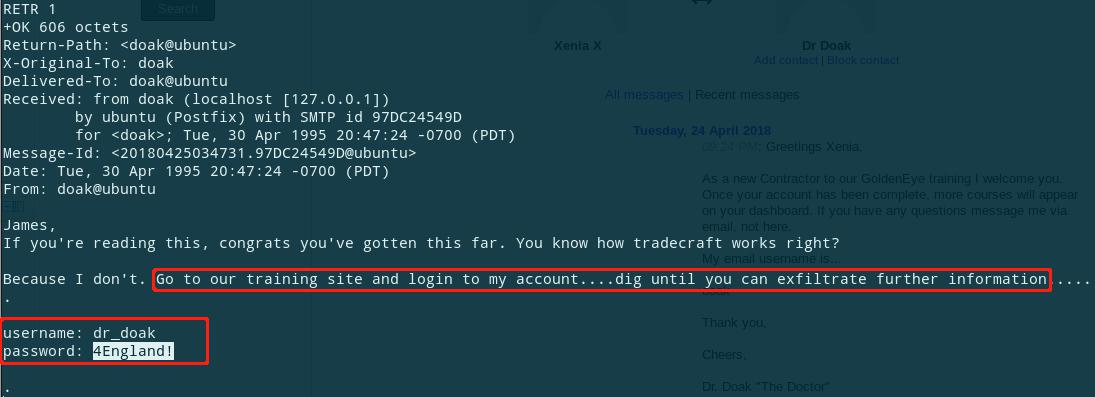 RETR 1
+OK 606 octets
Return-Path: <doak@ubuntu>
X-Original-To: doak
Delivered-To: doak@ubuntu
Received: from doak (localhost [127.0.0.1])
by ubuntu (Postfix) with SMTP id 97DC24549D
for <doak>; Tue, 30 Apr 1995 20:47:24 -0700 (PDT)
Message-Id: <20180425034731.97DC24549D@ubuntu>
Date: Tue, 30 Apr 1995 20:47:24 -0700 (PDT)
From: doak@ubuntu
James,
If you're reading this, congrats you've gotten this far. You know how tradecraft works right?
Because I don't. Go to our training site and login to my account....dig until you can exfiltrate further information.....
.
username: dr_doak
password: 4England!
.
Search
Xenia X
Dr Doak
Add contact | Block contact
All messages | Recent messages
Tuesday, 24 April 2018
09:24 PM: Greetings Xenia,
As a new Contractor to our GoldenEye training I welcome you.
Once your account has been complete, more courses will appear
on your dashboard. If you have any questions message me via
email, not here.
My email username is...
Thank you,
Cheers,
Dr. Doak "The Doctor"